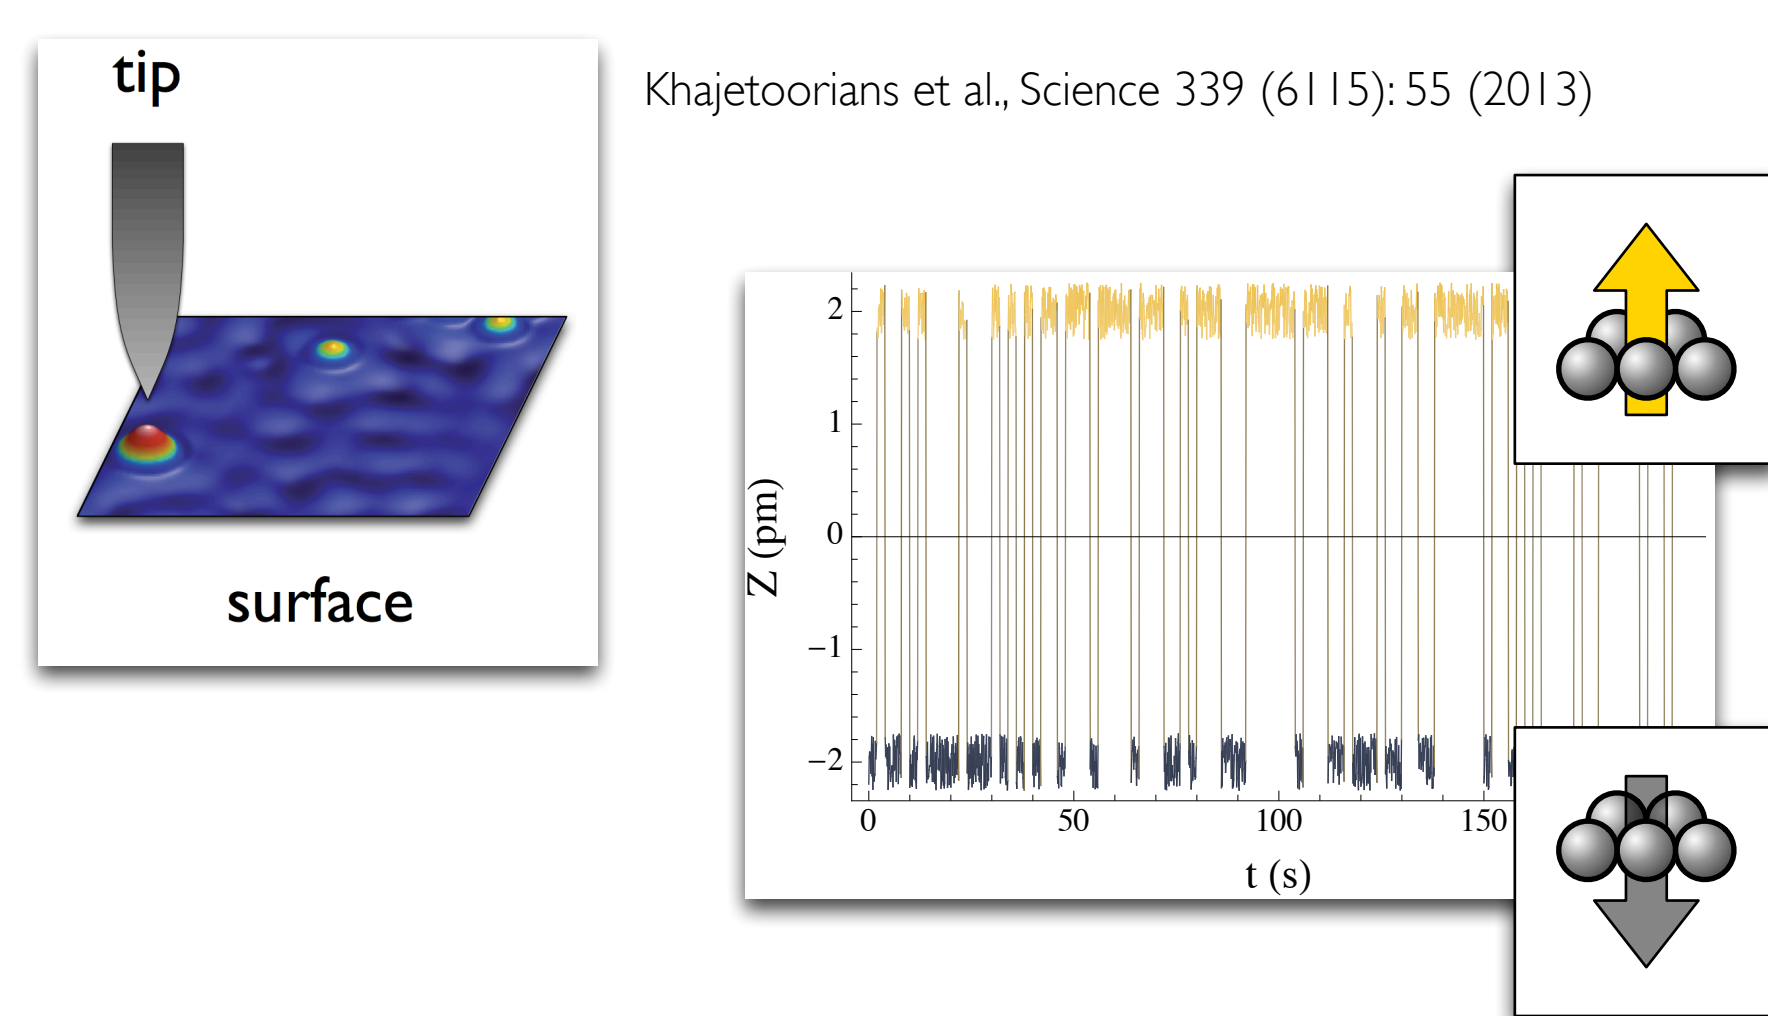 tip
surface
Khajetoorians et al., Science 339 (6115): 55 (2013)
2
1
0
−1
−2
Z (pm)
0 50 100 150
t (s)